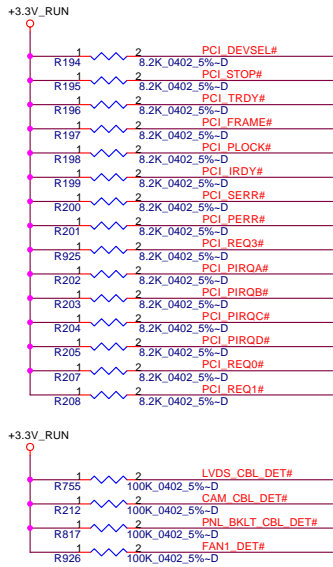 +3.3V_RUN
1 2 PCI_DEVSEL#
R194 8.2K_0402_5%~D
1 2 PCI_STOP#
R195 8.2K_0402_5%~D
1 2 PCI_TRDY#
R196 8.2K_0402_5%~D
1 2 PCI_FRAME#
R197 8.2K_0402_5%~D
1 2 PCI_PLOCK#
R198 8.2K_0402_5%~D
1 2 PCI_IRDY#
R199 8.2K_0402_5%~D
1 2 PCI_SERR#
R200 8.2K_0402_5%~D
1 2 PCI_PERR#
R201 8.2K_0402_5%~D
1 2 PCI_REQ3#
R925 8.2K_0402_5%~D
1 2 PCI_PIRQA#
R202 8.2K_0402_5%~D
1 2 PCI_PIRQB#
R203 8.2K_0402_5%~D
1 2 PCI_PIRQC#
R204 8.2K_0402_5%~D
1 2 PCI_PIRQD#
R205 8.2K_0402_5%~D
1 2 PCI_REQ0#
R207 8.2K_0402_5%~D
1 2 PCI_REQ1#
R208 8.2K_0402_5%~D
+3.3V_RUN
1 2 LVDS_CBL_DET#
R755 100K_0402_5%~D
1 2 CAM_CBL_DET#
R212 100K_0402_5%~D
1 2 PNL_BKLT_CBL_DET#
R817 100K_0402_5%~D
1 2 FAN1_DET#
R926 100K_0402_5%~D